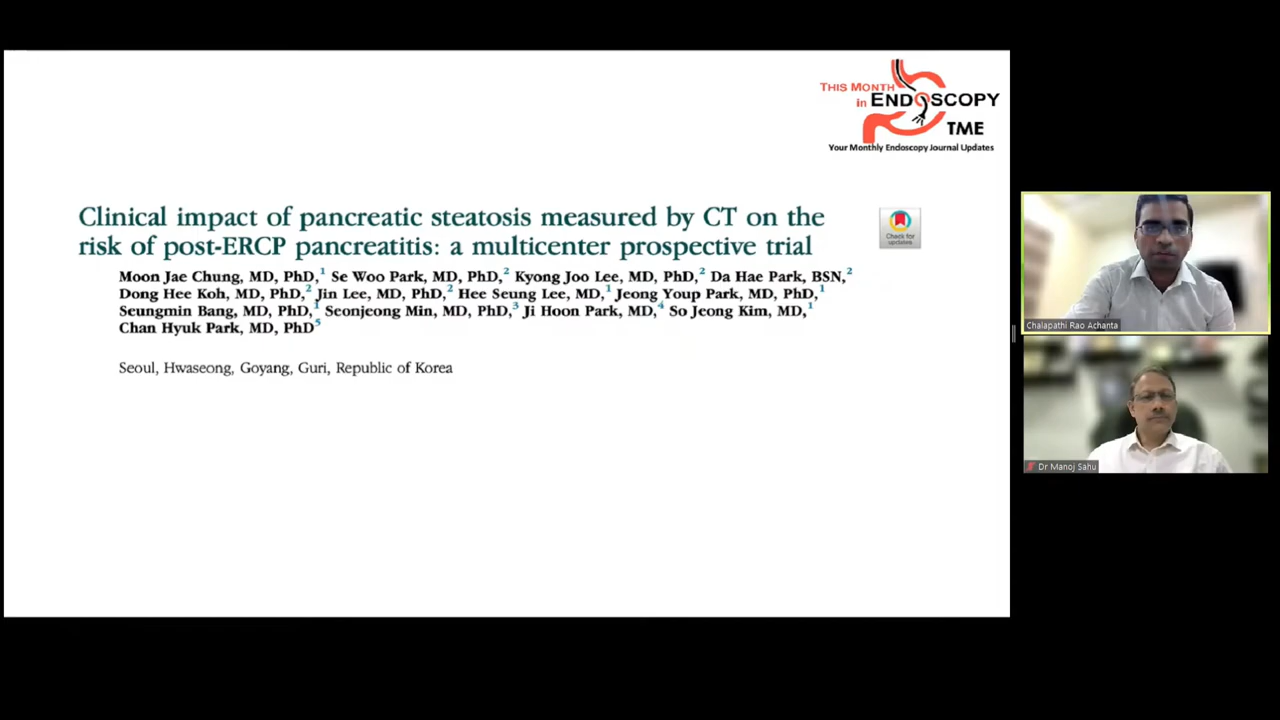 THIS MONTH
in ENDOSCOPY
TME
Your Monthly Endoscopy Journal Updates
Clinical impact of pancreatic steatosis measured by CT on the
risk of post-ERCP pancreatitis: a multicenter prospective trial
Check for
updates
Moon Jae Chung, MD, PhD,1 Se Woo Park, MD, PhD,2 Kyong Joo Lee, MD, PhD,2 Da Hae Park, BSN,2
Dong Hee Koh, MD, PhD,2 Jin Lee, MD, PhD,2 Hee Seung Lee, MD,1 Jeong Youp Park, MD, PhD,1
Seungmin Bang, MD, PhD,1 Seonjeong Min, MD, PhD,3 Ji Hoon Park, MD,4 So Jeong Kim, MD,1
Chan Hyuk Park, MD, PhD5
Seoul, Hwaseong, Goyang, Guri, Republic of Korea
Chalapathi Rao Achanta
Dr Manoj Sahu